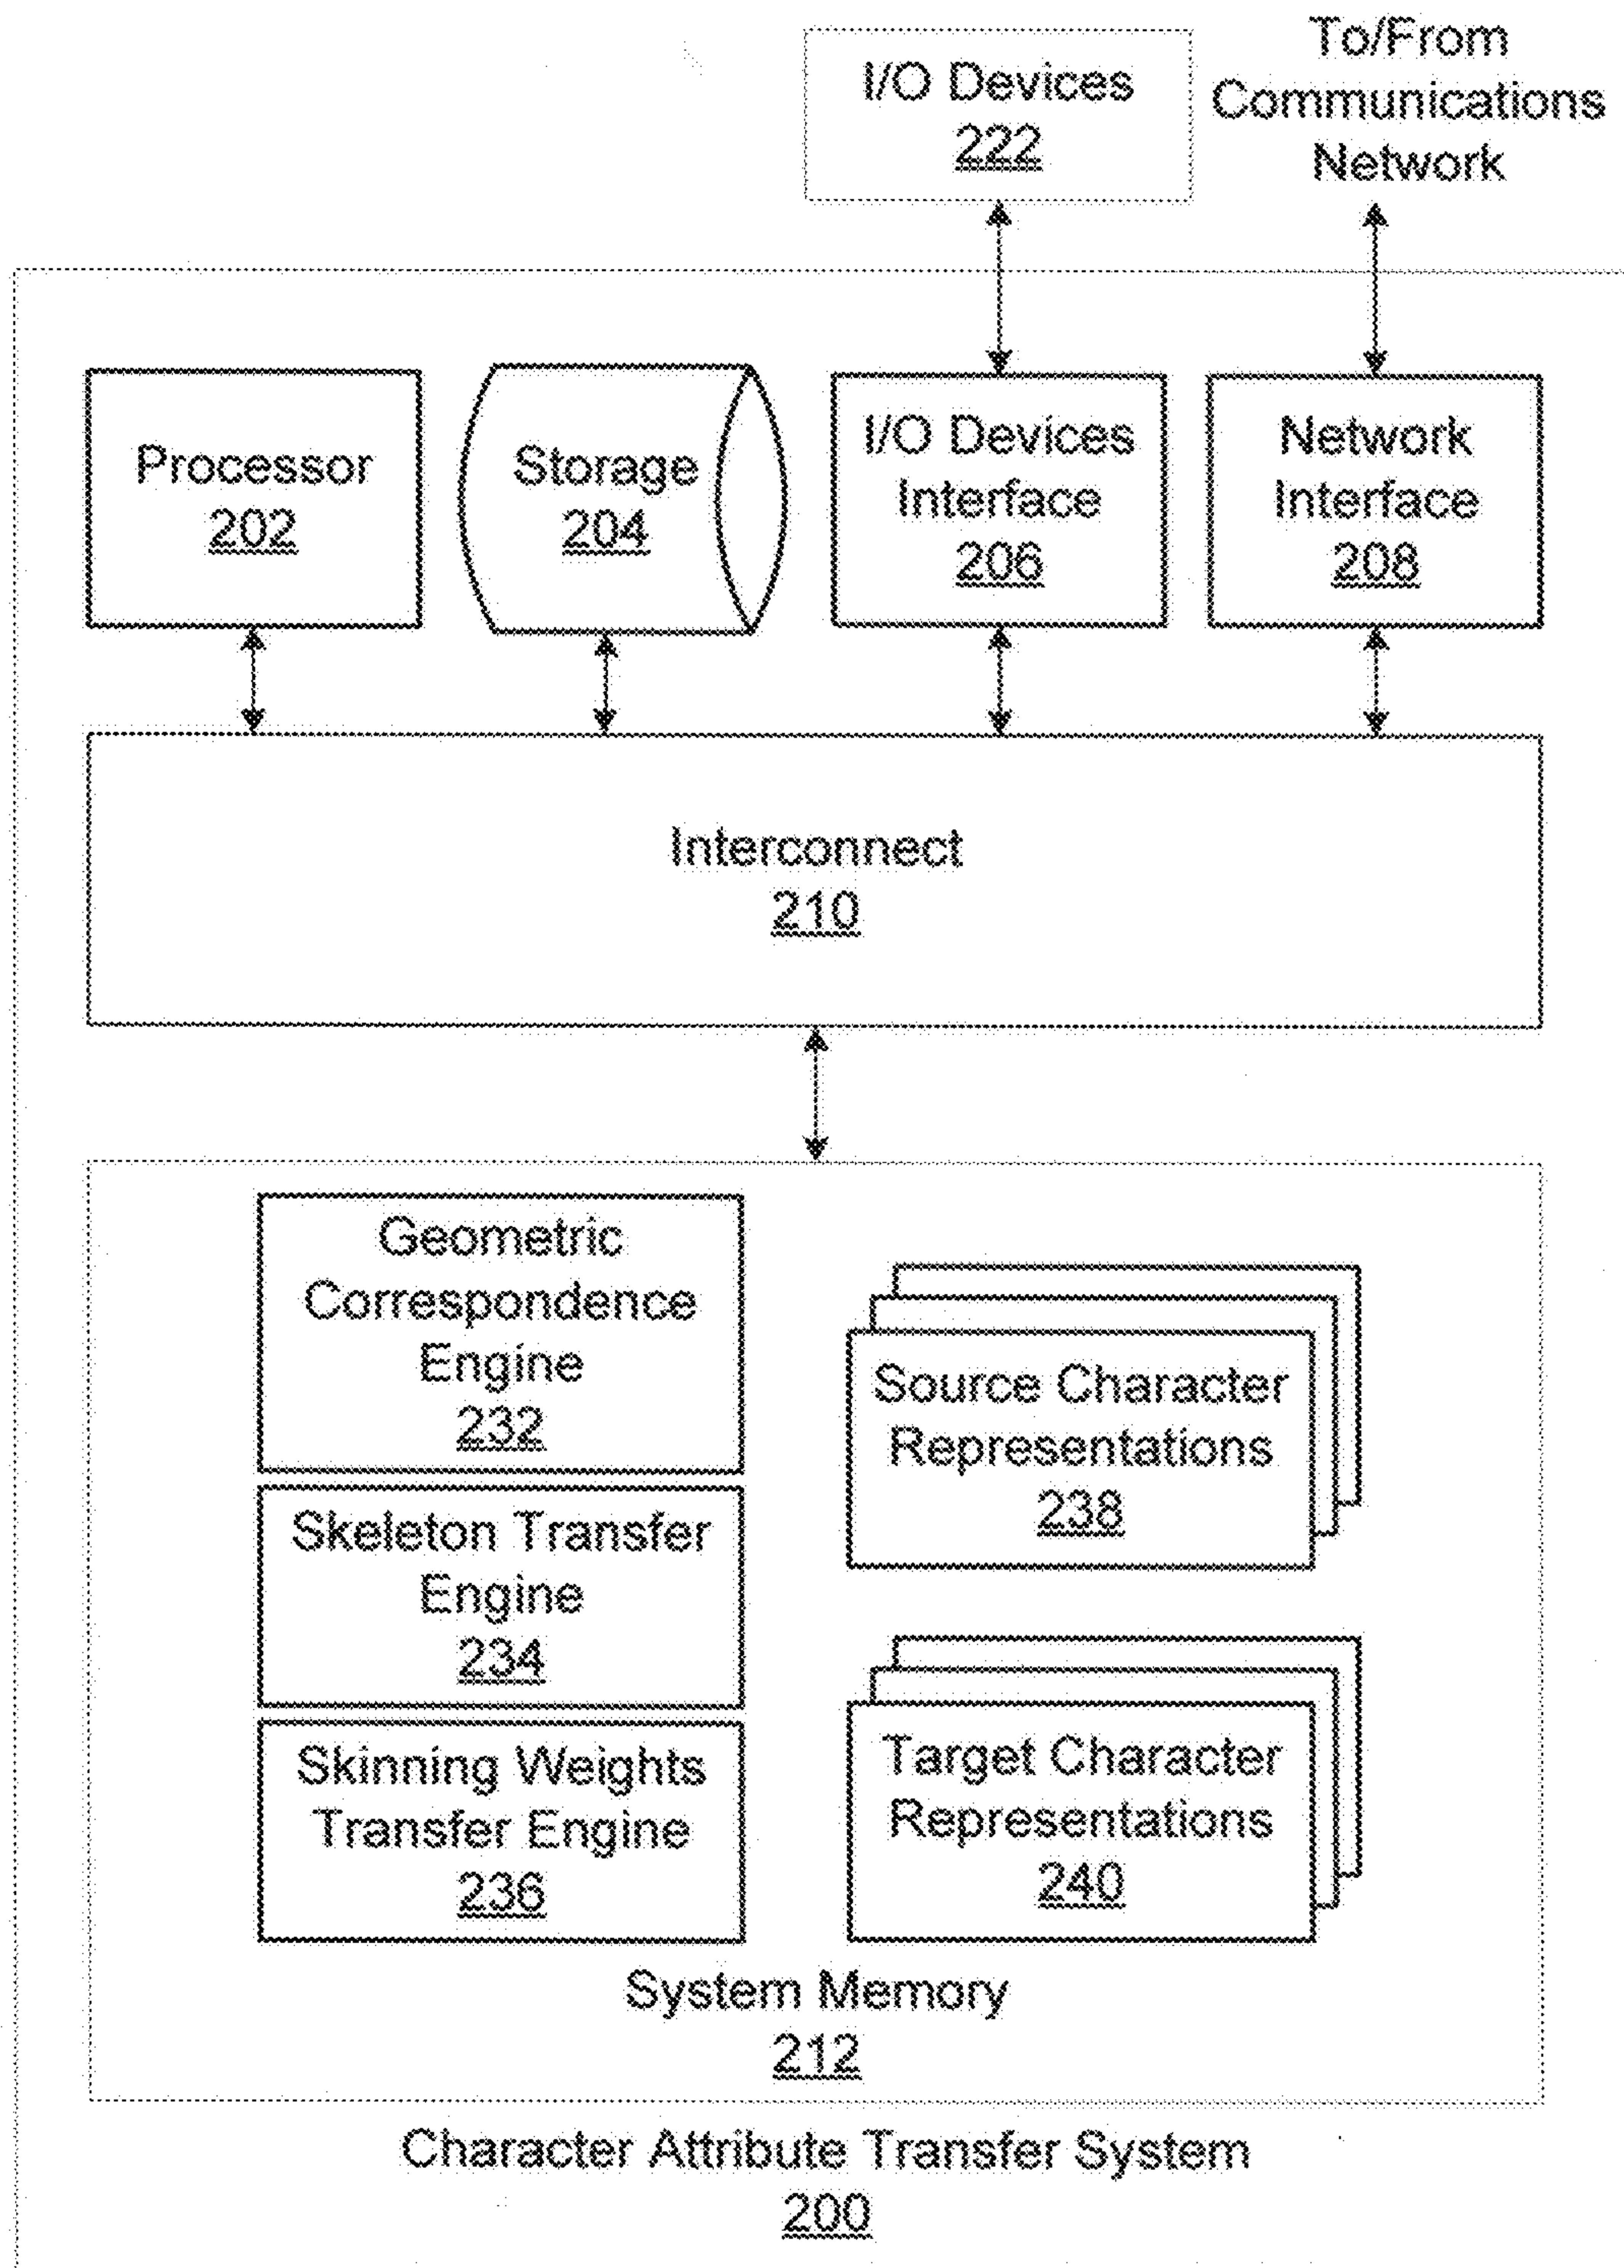 I/O Devices
222
To/From
Communications
Network
Processor
202
Storage
204
I/O Devices
Interface
206
Network
Interface
208
Interconnect
210
Geometric
Correspondence
Engine
232
Skeleton Transfer
Engine
234
Skinning Weights
Transfer Engine
236
Source Character
Representations
238
Target Character
Representations
240
System Memory
212
Character Attribute Transfer System
200